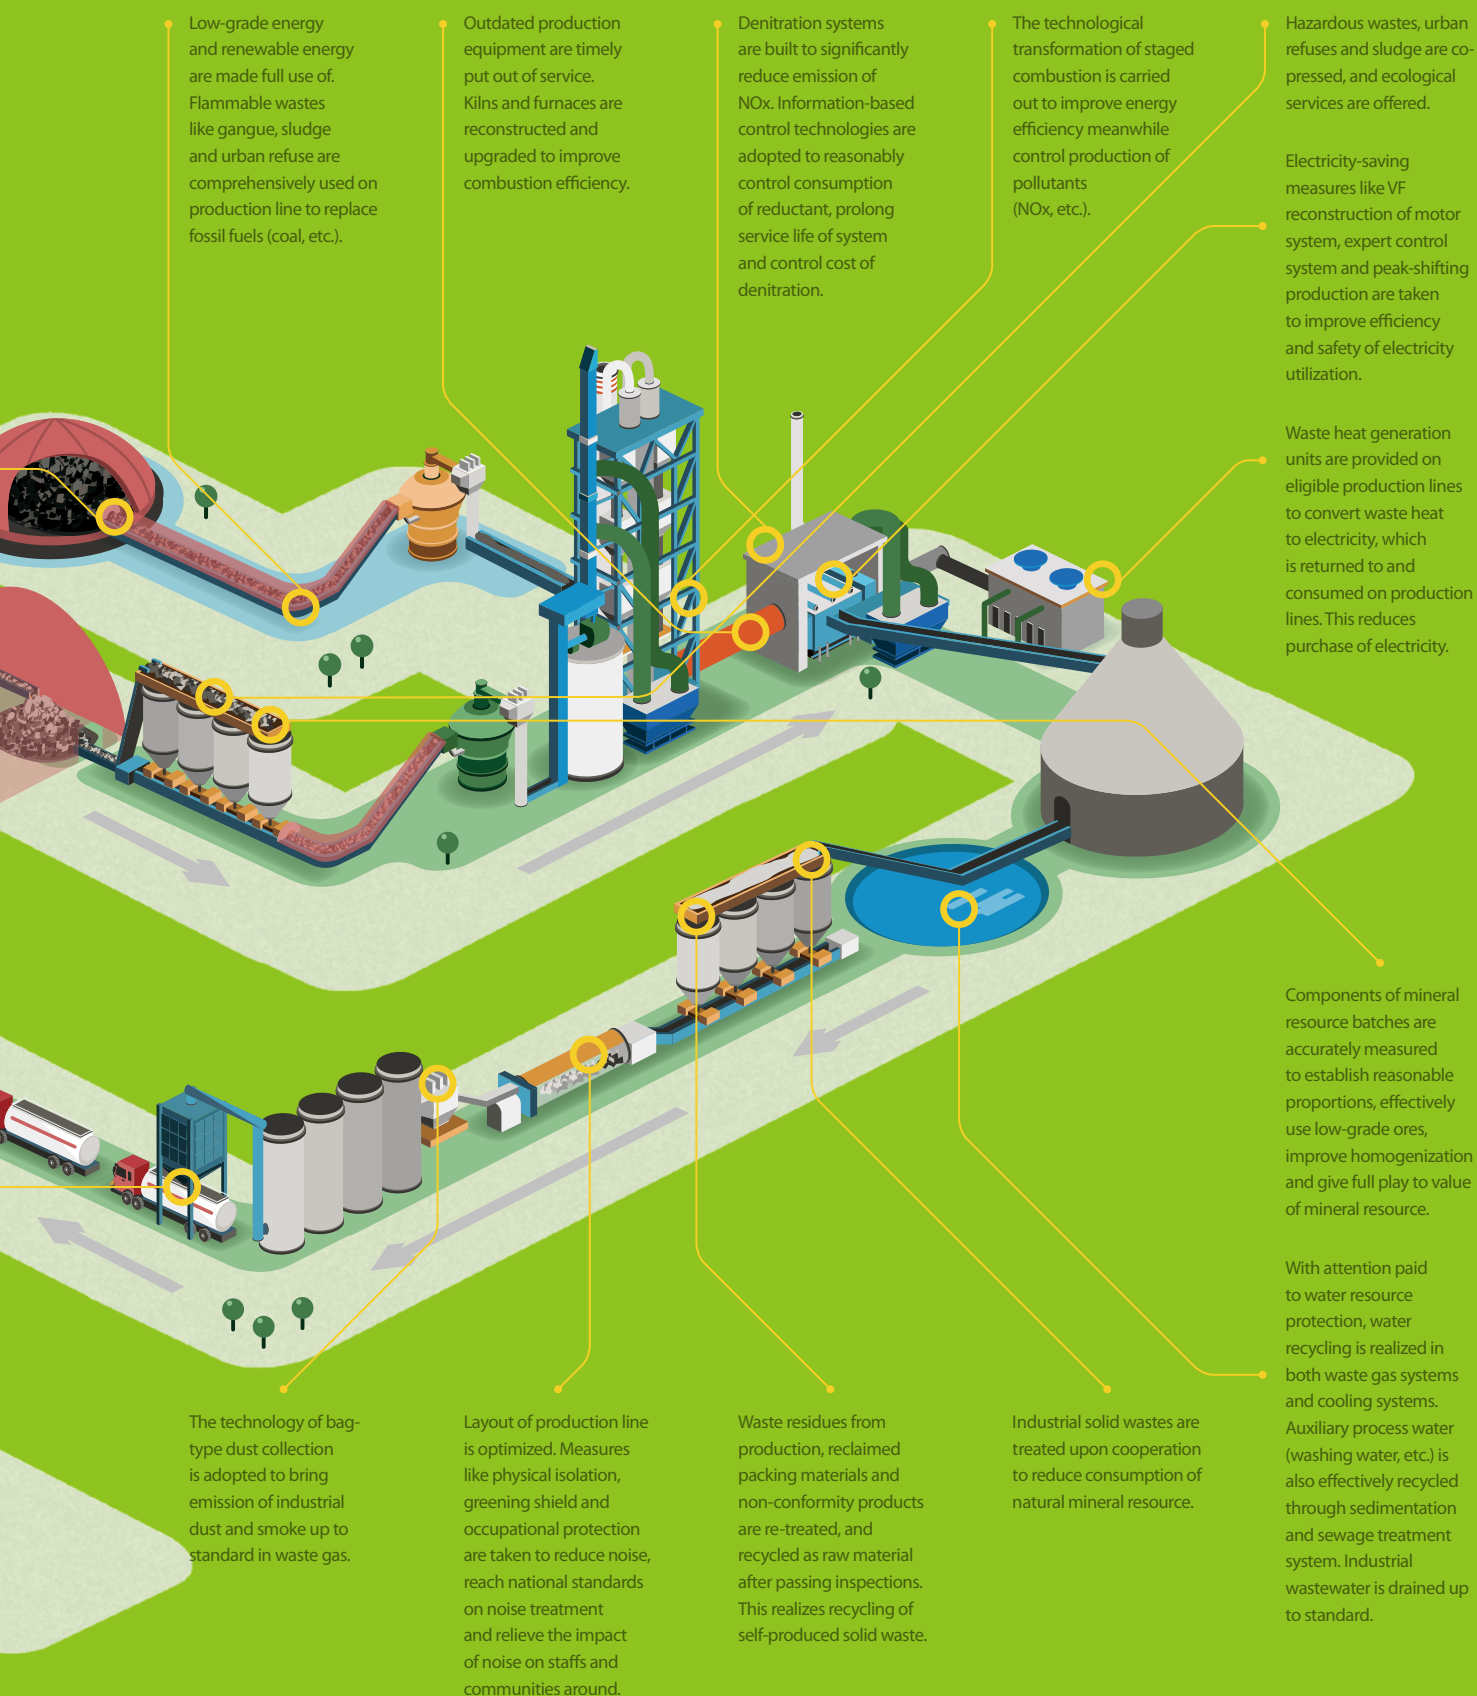 Low-grade energy
and renewable energy
are made full use of.
Flammable wastes
like gangue, sludge
and urban refuse are
comprehensively used on
production line to replace
fossil fuels (coal, etc.).
Outdated production
equipment are timely
put out of service.
Kilns and furnaces are
reconstructed and
upgraded to improve
combustion efficiency.
Denitration systems
are built to significantly
reduce emission of
NOx. Information-based
control technologies are
adopted to reasonably
control consumption
of reductant, prolong
service life of system
and control cost of
denitration.
The technological
transformation of staged
combustion is carried
out to improve energy
efficiency meanwhile
control production of
pollutants
(NOx, etc.).
Hazardous wastes, urban
refuses and sludge are co-
pressed, and ecological
services are offered.
Electricity-saving
measures like VF
reconstruction of motor
system, expert control
system and peak-shifting
production are taken
to improve efficiency
and safety of electricity
utilization.
Waste heat generation
units are provided on
eligible production lines
to convert waste heat
to electricity, which
is returned to and
consumed on production
lines. This reduces
purchase of electricity.
Components of mineral
resource batches are
accurately measured
to establish reasonable
proportions, effectively
use low-grade ores,
improve homogenization
and give full play to value
of mineral resource.
With attention paid
to water resource
protection, water
recycling is realized in
both waste gas systems
and cooling systems.
Auxiliary process water
(washing water, etc.) is
also effectively recycled
through sedimentation
and sewage treatment
system. Industrial
wastewater is drained up
to standard.
The technology of bag-
type dust collection
is adopted to bring
emission of industrial
dust and smoke up to
standard in waste gas.
Layout of production line
is optimized. Measures
like physical isolation,
greening shield and
occupational protection
are taken to reduce noise,
reach national standards
on noise treatment
and relieve the impact
of noise on staffs and
communities around.
Waste residues from
production, reclaimed
packing materials and
non-conformity products
are re-treated, and
recycled as raw material
after passing inspections.
This realizes recycling of
self-produced solid waste.
Industrial solid wastes are
treated upon cooperation
to reduce consumption of
natural mineral resource.